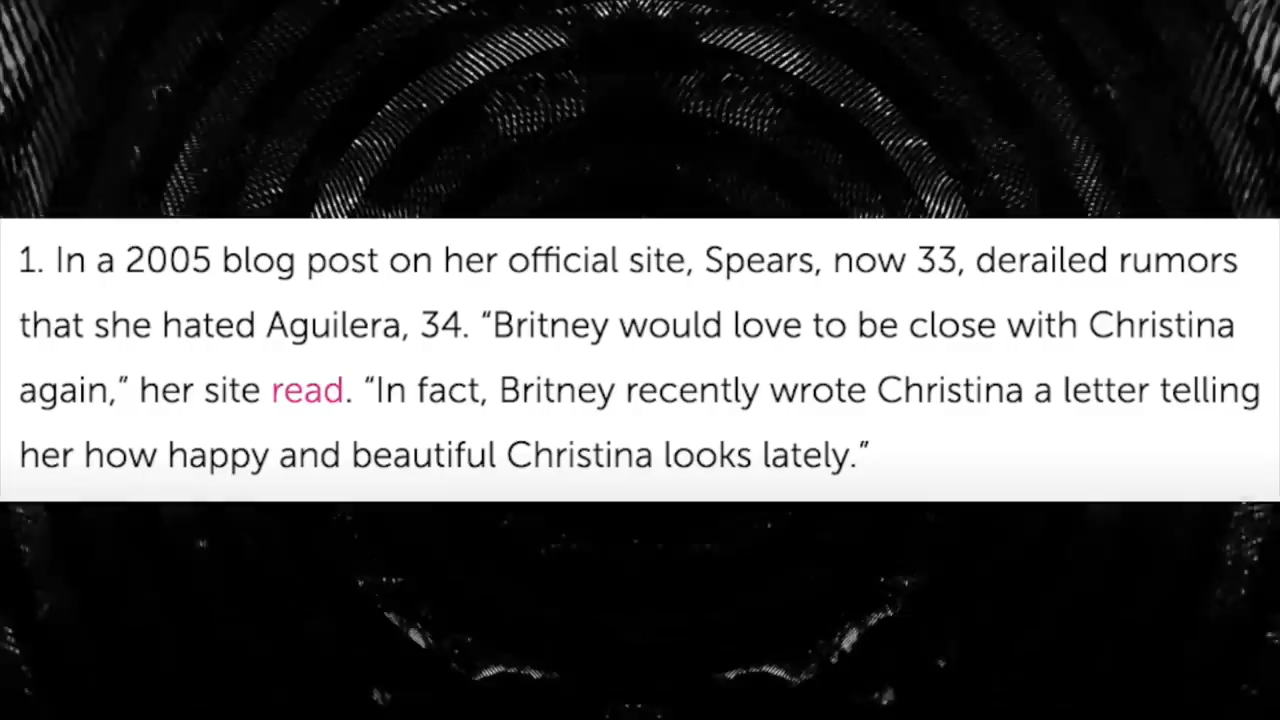 1. In a 2005 blog post on her official site, Spears, now 33, derailed rumors
that she hated Aguilera, 34. “Britney would love to be close with Christina
again,” her site read. “In fact, Britney recently wrote Christina a letter telling
her how happy and beautiful Christina looks lately.”